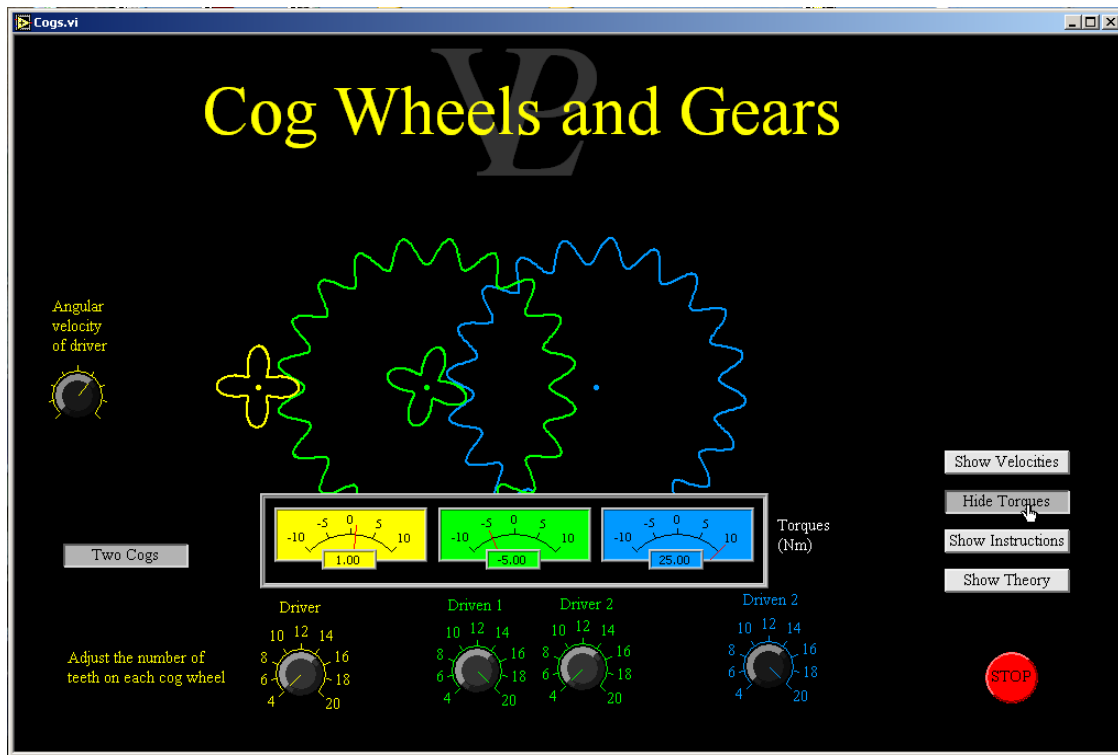 Cogs.vi
VPL
Cog Wheels and Gears
Angular
velocity
of driver
Show Velocities
Hide Torques
Show Instructions
Show Theory
Two Cogs
-10 -5 0 5 10
1.00
-10 -5 0 5 10
-5.00
-10 -5 0 5 10
25.00
Torques
(Nm)
Driver
4 6 8 10 12 14 16 18 20
Driven 1
4 6 8 10 12 14 16 18 20
Driver 2
4 6 8 10 12 14 16 18 20
Driven 2
4 6 8 10 12 14 16 18 20
Adjust the number of
teeth on each cog wheel
STOP